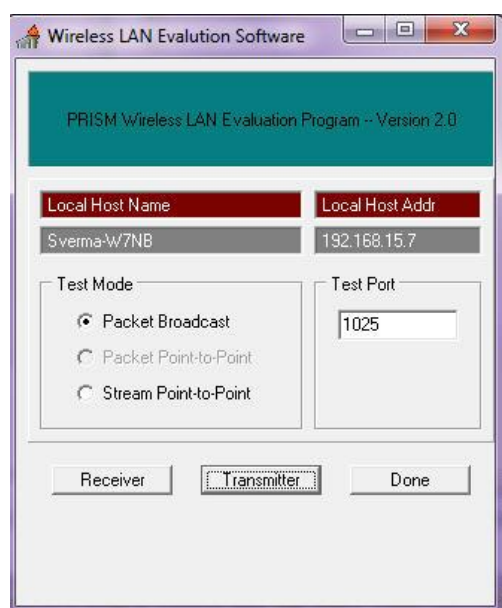 Wireless LAN Evalution Software
PRISM Wireless LAN Evaluation Program -- Version 2.0
Local Host Name
Local Host Addr
Sverma-W7NB
192.168.15.7
Test Mode
Test Port
Packet Broadcast
1025
Packet Point-to-Point
Stream Point-to-Point
Receiver
Transmitter
Done